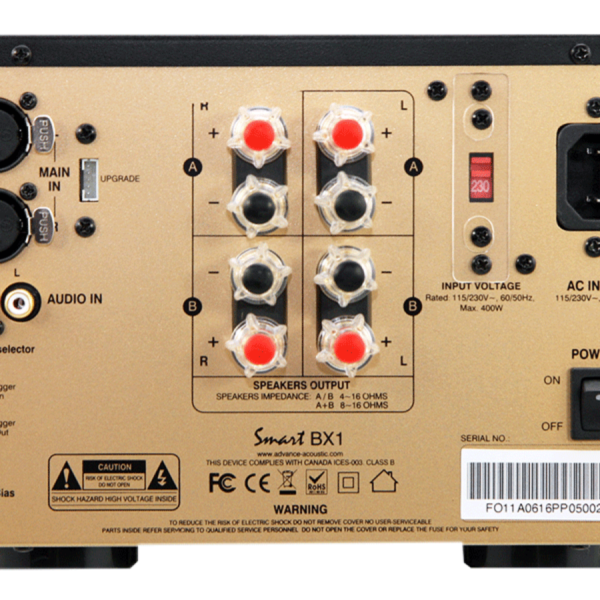 PUSH
MAIN
IN
UPGRADE
R
PUSH
L
AUDIO IN
selector
gger
n
gger
Out
ias
R
L
+
+
A
A
−
−
−
−
B
B
+
+
R
L
SPEAKERS OUTPUT
SPEAKERS IMPEDANCE: A / B 4~16 OHMS
A+B 8~16 OHMS
230
INPUT VOLTAGE
Rated: 115/230V~, 60/50Hz,
Max. 400W
AC IN
115/230V~,
POW
ON
OFF
Smart BX1
www.advance-acoustic.com
THIS DEVICE COMPLIES WITH CANADA ICES-003. CLASS B
FC CE RoHS
WARNING
TO REDUCE THE RISK OF ELECTRIC SHOCK DO NOT REMOVE COVER NO USER-SERVICEABLE
PARTS INSIDE REFER SERVICING TO QUALIFIED SERVICE PERSONNEL. DO NOT OPEN THE COVER OR REPLACE THE FUSE FOR YOUR SAFETY.
CAUTION
RISK OF ELECTRIC SHOCK
DO NOT OPEN
SHOCK HAZARD HIGH VOLTAGE INSIDE
SERIAL NO.:
FO11A0616PP05002